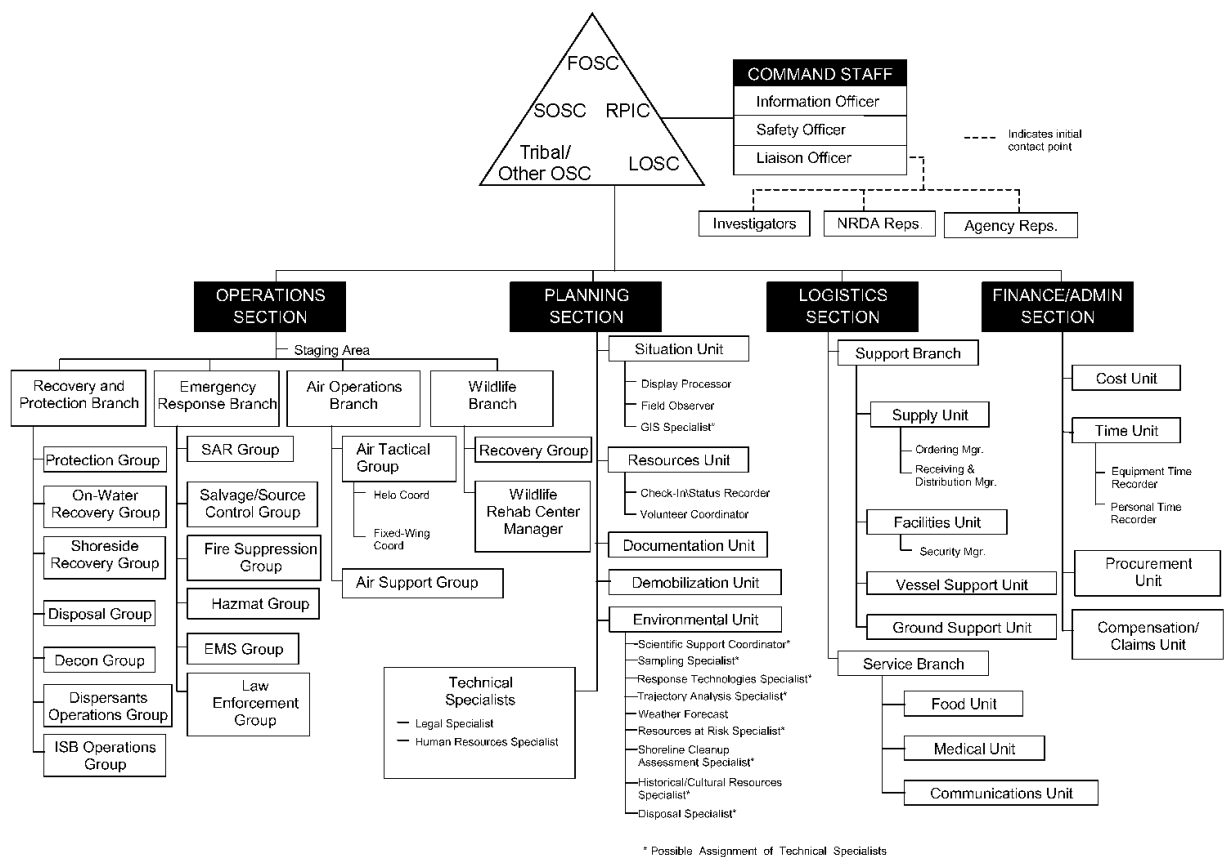 FOSC
SOSC RPIC
Tribal/
Other OSC
LOSC
COMMAND STAFF
Information Officer
Safety Officer
Liaison Officer
Indicates initial
contact point
Investigators
NRDA Reps.
Agency Reps.
OPERATIONS
SECTION
Staging Area
Recovery and
Protection Branch
Protection Group
On-Water
Recovery Group
Shoreside
Recovery Group
Disposal Group
Decon Group
Dispersants
Operations Group
ISB Operations
Group
Emergency
Response Branch
SAR Group
Salvage/Source
Control Group
Fire Suppression
Group
Hazmat Group
EMS Group
Law
Enforcement
Group
Air Operations
Branch
Air Tactical
Group
Helo Coord
Fixed-Wing
Coord
Air Support Group
Wildlife
Branch
Recovery Group
Wildlife
Rehab Center
Manager
PLANNING
SECTION
Situation Unit
Display Processor
Field Observer
GIS Specialist*
Resources Unit
Check-In\Status Recorder
Volunteer Coordinator
Documentation Unit
Demobilization Unit
Environmental Unit
Scientific Support Coordinator*
Sampling Specialist*
Response Technologies Specialist*
Trajectory Analysis Specialist*
Weather Forecast
Resources at Risk Specialist*
Shoreline Cleanup
Assessment Specialist*
Historical/Cultural Resources
Specialist*
Disposal Specialist*
Technical
Specialists
Legal Specialist
Human Resources Specialist
LOGISTICS
SECTION
Support Branch
Supply Unit
Ordering Mgr.
Receiving &
Distribution Mgr.
Facilities Unit
Security Mgr.
Vessel Support Unit
Ground Support Unit
Service Branch
Food Unit
Medical Unit
Communications Unit
FINANCE/ADMIN
SECTION
Cost Unit
Time Unit
Equipment Time
Recorder
Personal Time
Recorder
Procurement
Unit
Compensation/
Claims Unit
* Possible Assignment of Technical Specialists